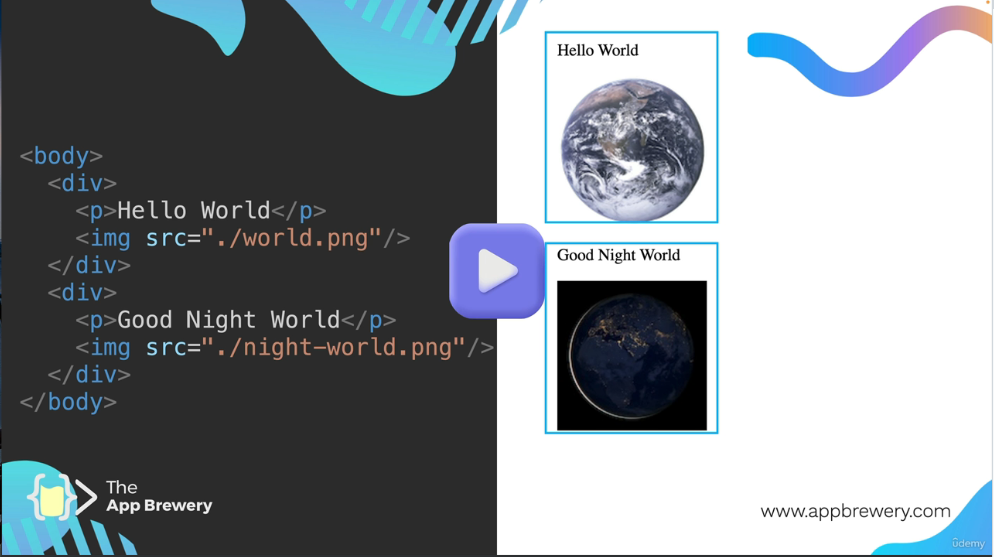 <body>
<div>
<p>Hello World</p>
<img src="./world.png"/>
</div>
<div>
<p>Good Night World</p>
<img src="./night-world.png"/>
</div>
</body>
The
App Brewery
Hello World
Good Night World
www.appbrewery.com
ûdemy